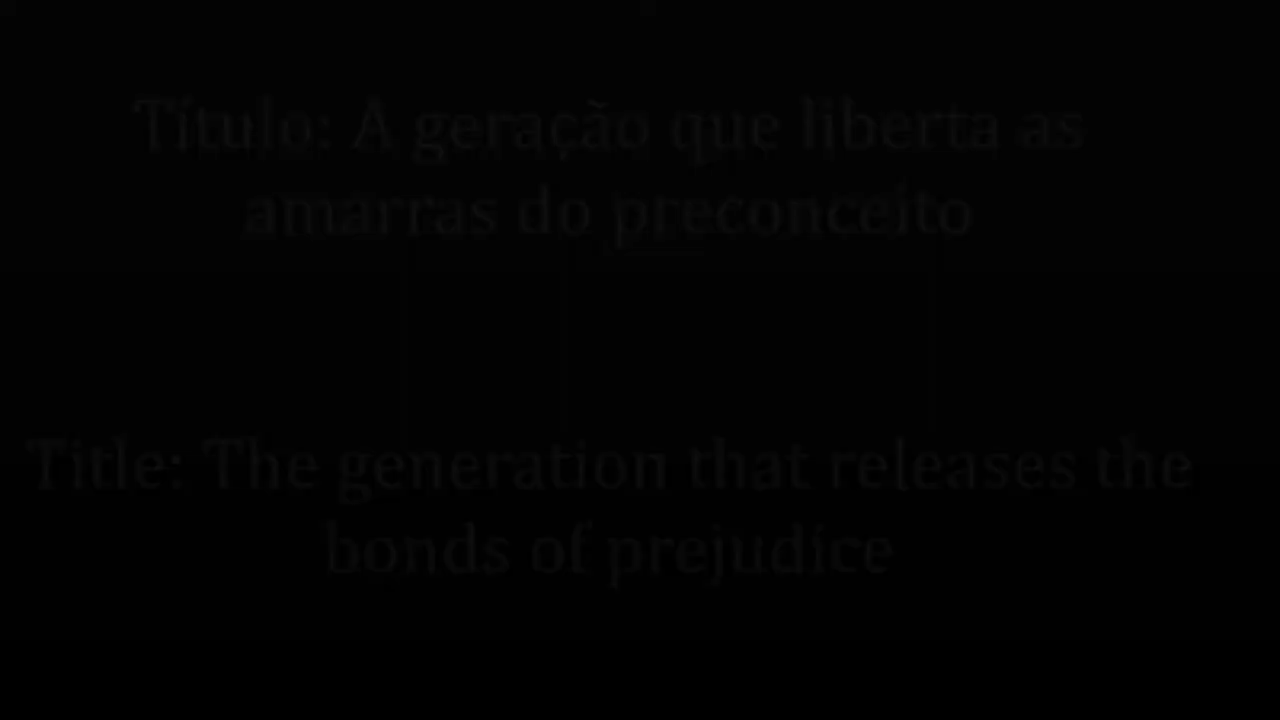 Título: A geração que liberta as
amarras do preconceito
Title: The generation that releases the
bonds of prejudice